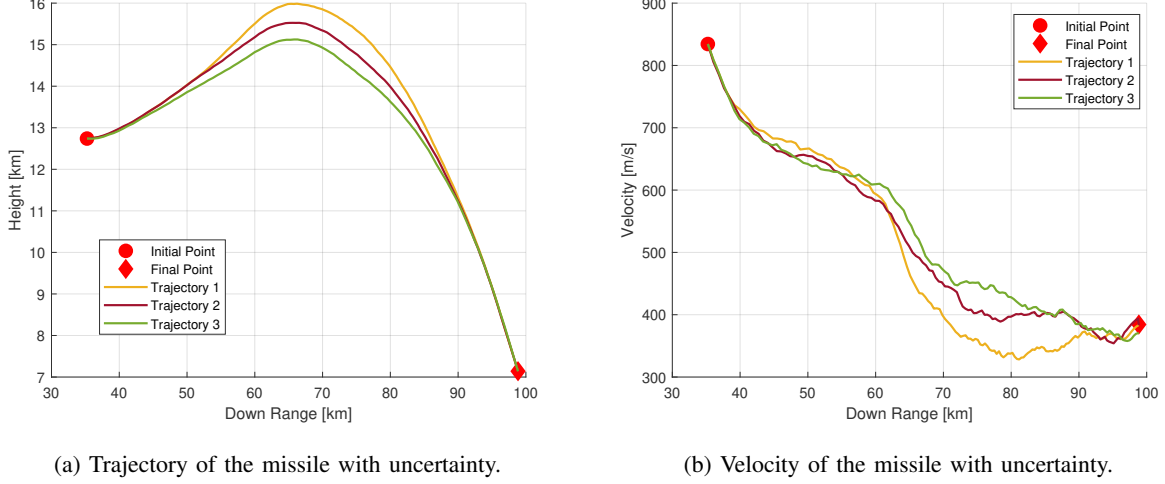 16
15
14
13
12
11
10
9
8
7
Height [km]
30 40 50 60 70 80 90 100
Down Range [km]
Initial Point
Final Point
Trajectory 1
Trajectory 2
Trajectory 3
(a) Trajectory of the missile with uncertainty.
900
800
700
600
500
400
300
Velocity [m/s]
30 40 50 60 70 80 90 100
Down Range [km]
Initial Point
Final Point
Trajectory 1
Trajectory 2
Trajectory 3
(b) Velocity of the missile with uncertainty.